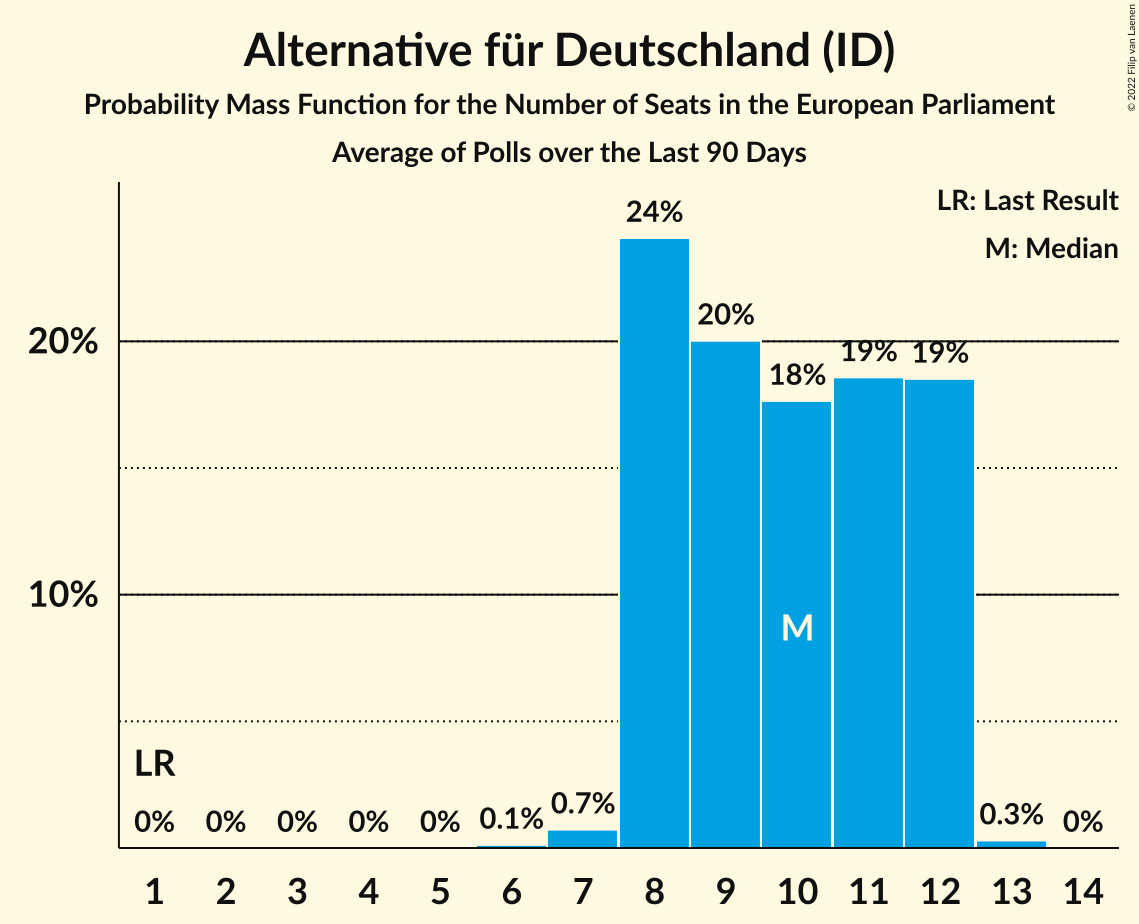 Alternative für Deutschland (ID)
Probability Mass Function for the Number of Seats in the European Parliament
Average of Polls over the Last 90 Days
© 2022 Filip van Laenen
LR: Last Result
M: Median
24%
20%
18%
19%
19%
20%
10%
M
LR
0%
0%
0%
0%
0%
0.1%
0.7%
0.3%
0%
1 2 3 4 5 6 7 8 9 10 11 12 13 14